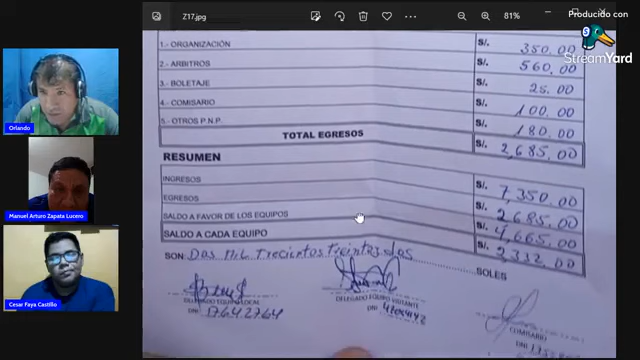 Z17.jpg
81%
Producido con
StreamYard
Orlando
Manuel Arturo Zapata Lucero
Cesar Faya Castillo
1.- ORGANIZACIÓN S/. 350.00
2.- ARBITROS S/. 560.00
3.- BOLETAJE S/. 25.00
4.- COMISARIO S/. 100.00
5.- OTROS P.N.P. S/. 180.00
TOTAL EGRESOS S/. 2,685.00
RESUMEN
INGRESOS S/. 7,350.00
EGRESOS S/. 2685.00
SALDO A FAVOR DE LOS EQUIPOS S/. 4,665.00
SALDO A CADA EQUIPO S/. 2332.00
SON: Dos Mil Trecientos Treintaidos SOLES
DELEGADO EQUIPO LOCAL
DNI: 17642764
DELEGADO EQUIPO VISITANTE
DNI:
COMISARIO
DNI: